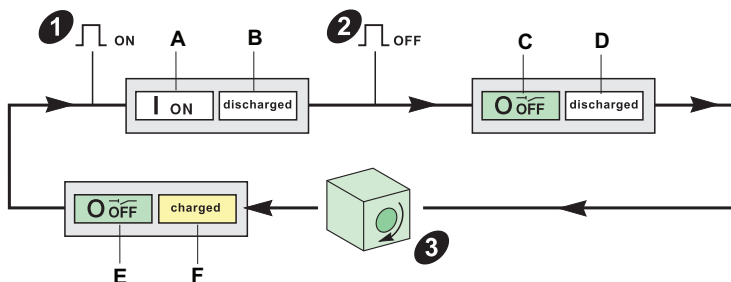 1 ON A B 2 OFF C D
I ON discharged O OFF discharged
O OFF charged
3
E F